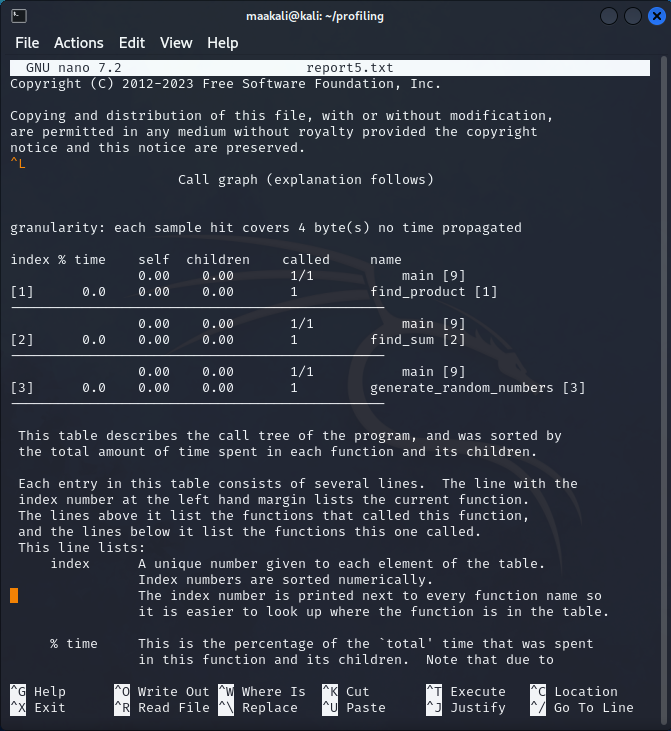 maakali@kali: ~/profiling
File Actions Edit View Help
GNU nano 7.2 report5.txt
Copyright (C) 2012-2023 Free Software Foundation, Inc.
Copying and distribution of this file, with or without modification,
are permitted in any medium without royalty provided the copyright
notice and this notice are preserved.
^L
Call graph (explanation follows)
granularity: each sample hit covers 4 byte(s) no time propagated
index % time self children called name
0.00 0.00 1/1 main [9]
[1] 0.0 0.00 0.00 1 find_product [1]
0.00 0.00 1/1 main [9]
[2] 0.0 0.00 0.00 1 find_sum [2]
0.00 0.00 1/1 main [9]
[3] 0.0 0.00 0.00 1 generate_random_numbers [3]
This table describes the call tree of the program, and was sorted by
the total amount of time spent in each function and its children.
Each entry in this table consists of several lines. The line with the
index number at the left hand margin lists the current function.
The lines above it list the functions that called this function,
and the lines below it list the functions this one called.
This line lists:
index A unique number given to each element of the table.
Index numbers are sorted numerically.
The index number is printed next to every function name so
it is easier to look up where the function is in the table.
% time This is the percentage of the `total' time that was spent
in this function and its children. Note that due to
^G Help ^O Write Out ^W Where Is ^K Cut ^T Execute ^C Location
^X Exit ^R Read File ^\ Replace ^U Paste ^J Justify ^/ Go To Line